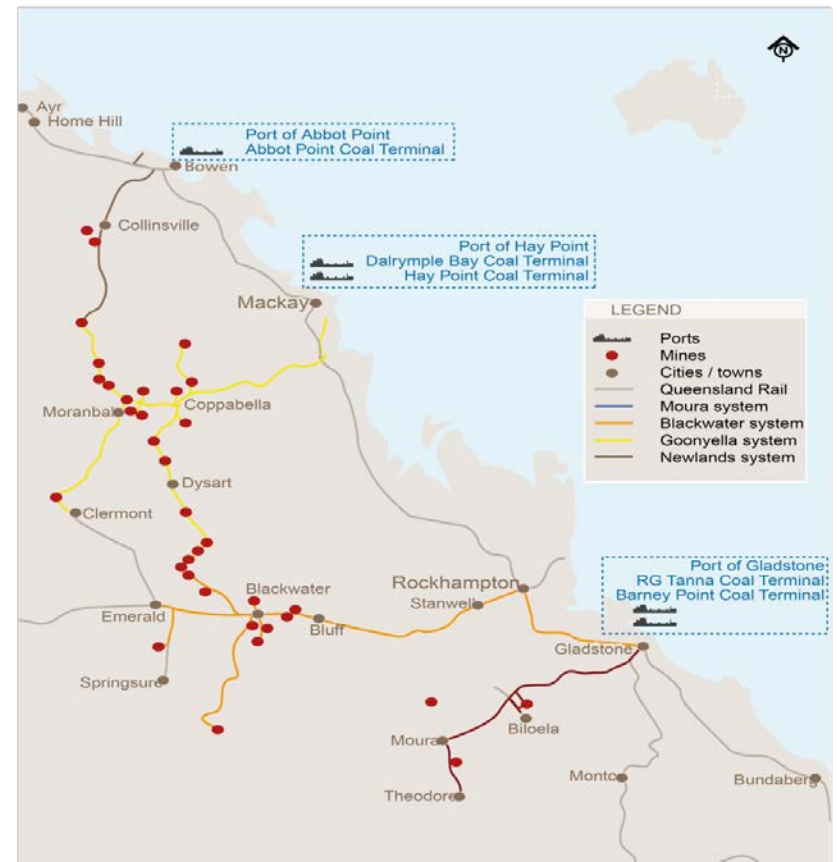 N
Ayr
Home Hill
Port of Abbot Point
Abbot Point Coal Terminal
Bowen
Collinsville
Port of Hay Point
Dalrymple Bay Coal Terminal
Hay Point Coal Terminal
Mackay
LEGEND
Ports
Mines
Cities / towns
Queensland Rail
Moura system
Blackwater system
Goonyella system
Newlands system
Moranbah
Coppabella
Dysart
Clermont
Port of Gladstone
RG Tanna Coal Terminal
Barney Point Coal Terminal
Blackwater
Rockhampton
Stanwell
Emerald
Bluff
Gladstone
Springsure
Biloela
Moura
Theodore
Monto
Bundaberg